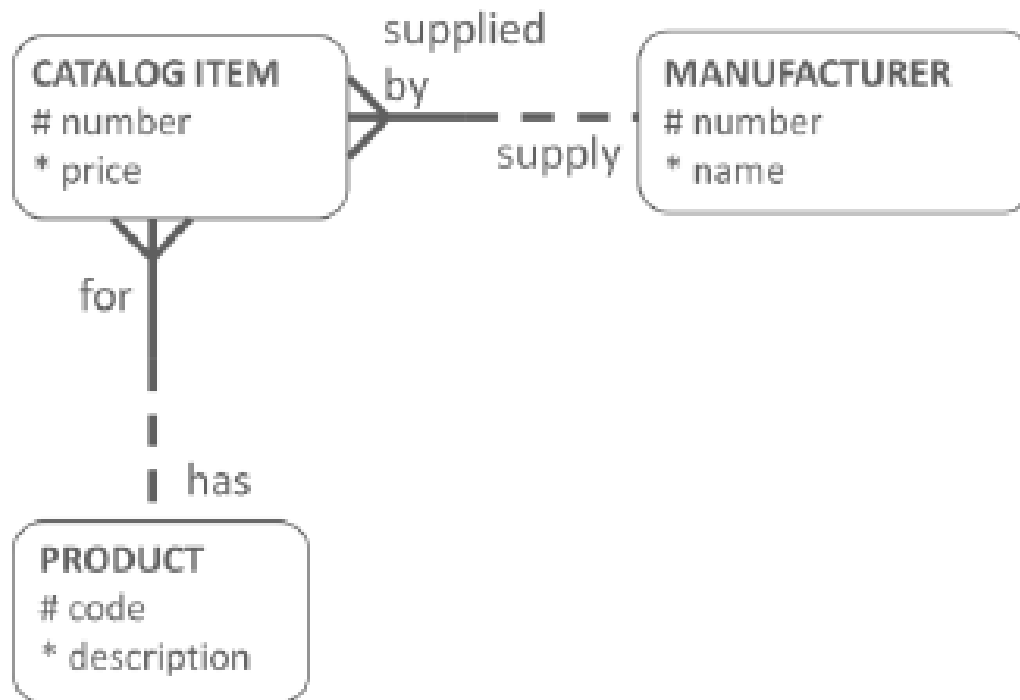 CATALOG ITEM
# number
* price
supplied
by
supply
MANUFACTURER
# number
* name
for
has
PRODUCT
# code
* description